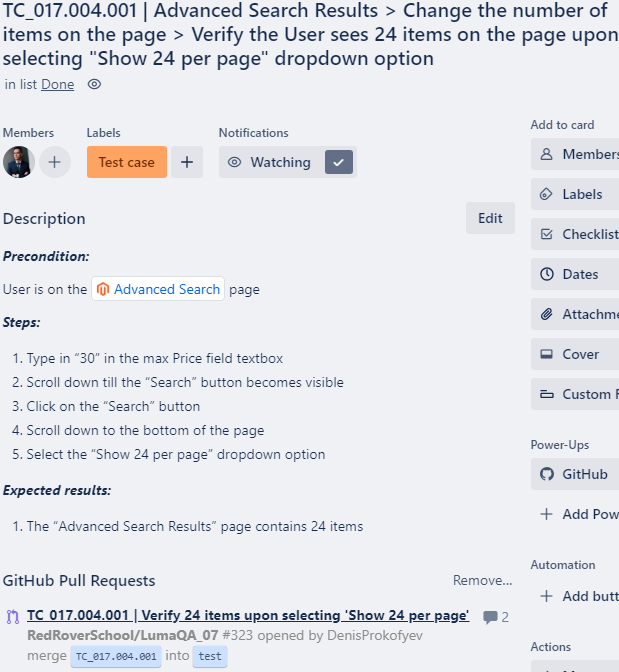 TC_017.004.001 | Advanced Search Results > Change the number of
items on the page > Verify the User sees 24 items on the page upon
selecting "Show 24 per page" dropdown option
in list Done
Members
Labels
Notifications
Test case
Watching
Description
Edit
Precondition:
User is on the Advanced Search page
Steps:
1. Type in “30” in the max Price field textbox
2. Scroll down till the “Search” button becomes visible
3. Click on the “Search” button
4. Scroll down to the bottom of the page
5. Select the “Show 24 per page” dropdown option
Expected results:
1. The “Advanced Search Results” page contains 24 items
GitHub Pull Requests
Remove...
TC_017.004.001 | Verify 24 items upon selecting 'Show 24 per page'
2
RedRoverSchool/LumaQA_07 #323 opened by DenisProkofyev
merge TC_017.004.001 into test
Add to card
Members
Labels
Checklist
Dates
Attachme
Cover
Custom F
Power-Ups
GitHub
Add Pow
Automation
Add butt
Actions